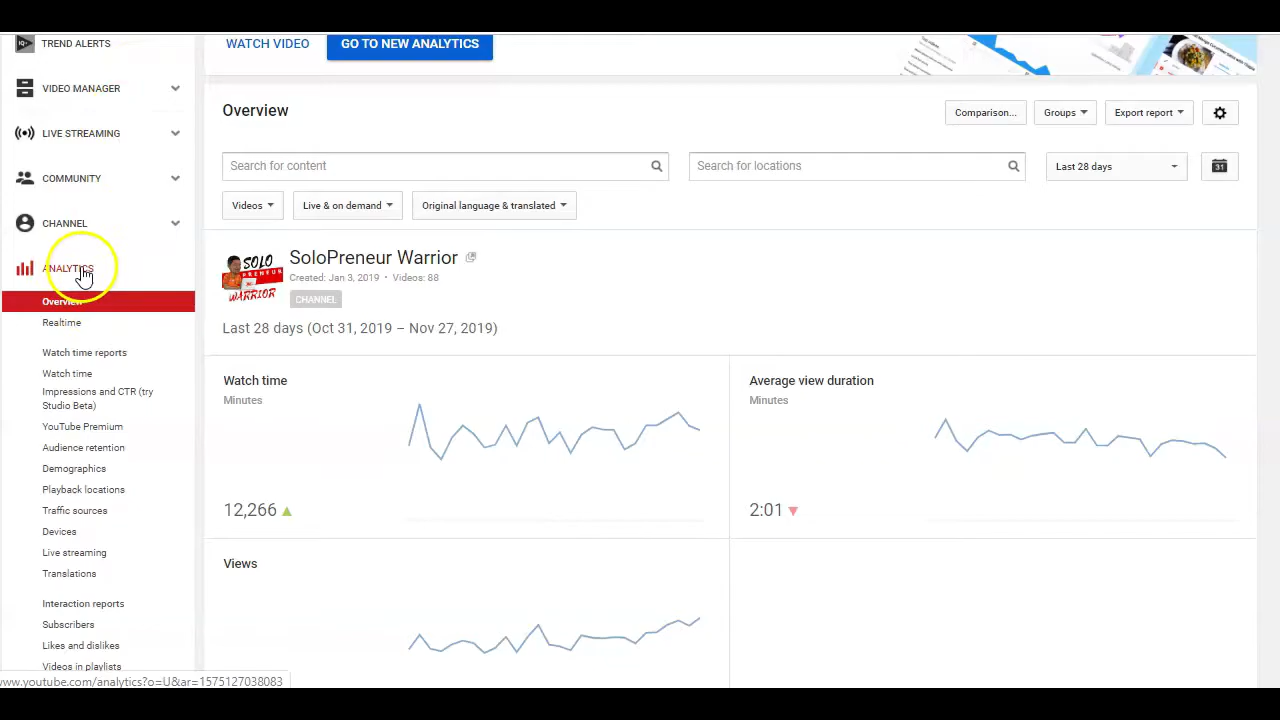 TREND ALERTS
WATCH VIDEO
GO TO NEW ANALYTICS
VIDEO MANAGER
LIVE STREAMING
COMMUNITY
CHANNEL
ANALYTICS
Overview
Realtime
Watch time reports
Watch time
Impressions and CTR (try
Studio Beta)
YouTube Premium
Audience retention
Demographics
Playback locations
Traffic sources
Devices
Live streaming
Translations
Interaction reports
Subscribers
Likes and dislikes
Videos in playlists
www.youtube.com/analytics?o=U&ar=1575127038083
Overview
Comparison...
Groups
Export report
Search for content
Search for locations
Last 28 days
31
Videos
Live & on demand
Original language & translated
SOLO
PRENEUR
WARRIOR
SoloPreneur Warrior
Created: Jan 3, 2019 • Videos: 88
CHANNEL
Last 28 days (Oct 31, 2019 – Nov 27, 2019)
Watch time
Minutes
12,266
Average view duration
Minutes
2:01
Views